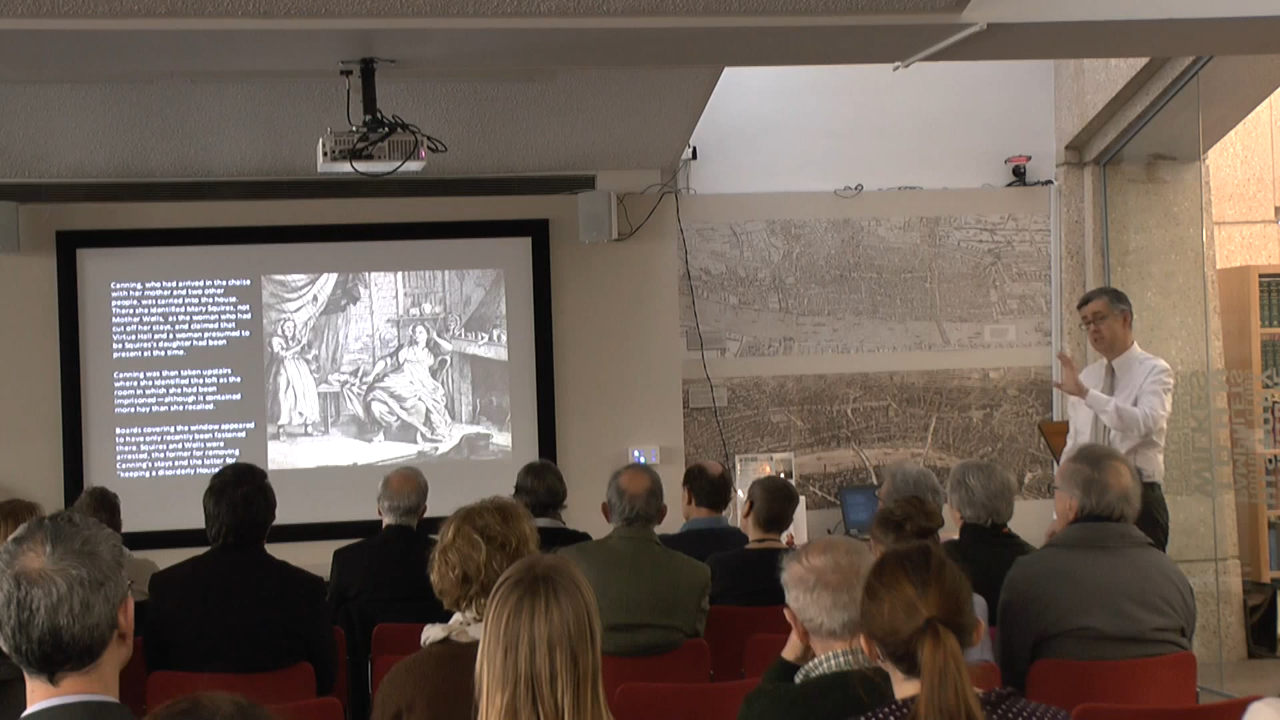 Canning, who had arrived in the chaise
with her mother and two other
people, was carried into the house.
There she identified Mary Squires, not
Mother Wells, as the woman who had
cut off her stays, and claimed that
Virtue Hall and a woman presumed to
be Squires's daughter had been
present at the time.
Canning was then taken upstairs
where she identified the loft as the
room in which she had been
imprisoned—although it contained
more hay than she recalled.
Boards covering the window appeared
to have only recently been fastened
there. Squires and Wells were
arrested, the former for removing
Canning's stays and the latter for
"keeping a disorderly House